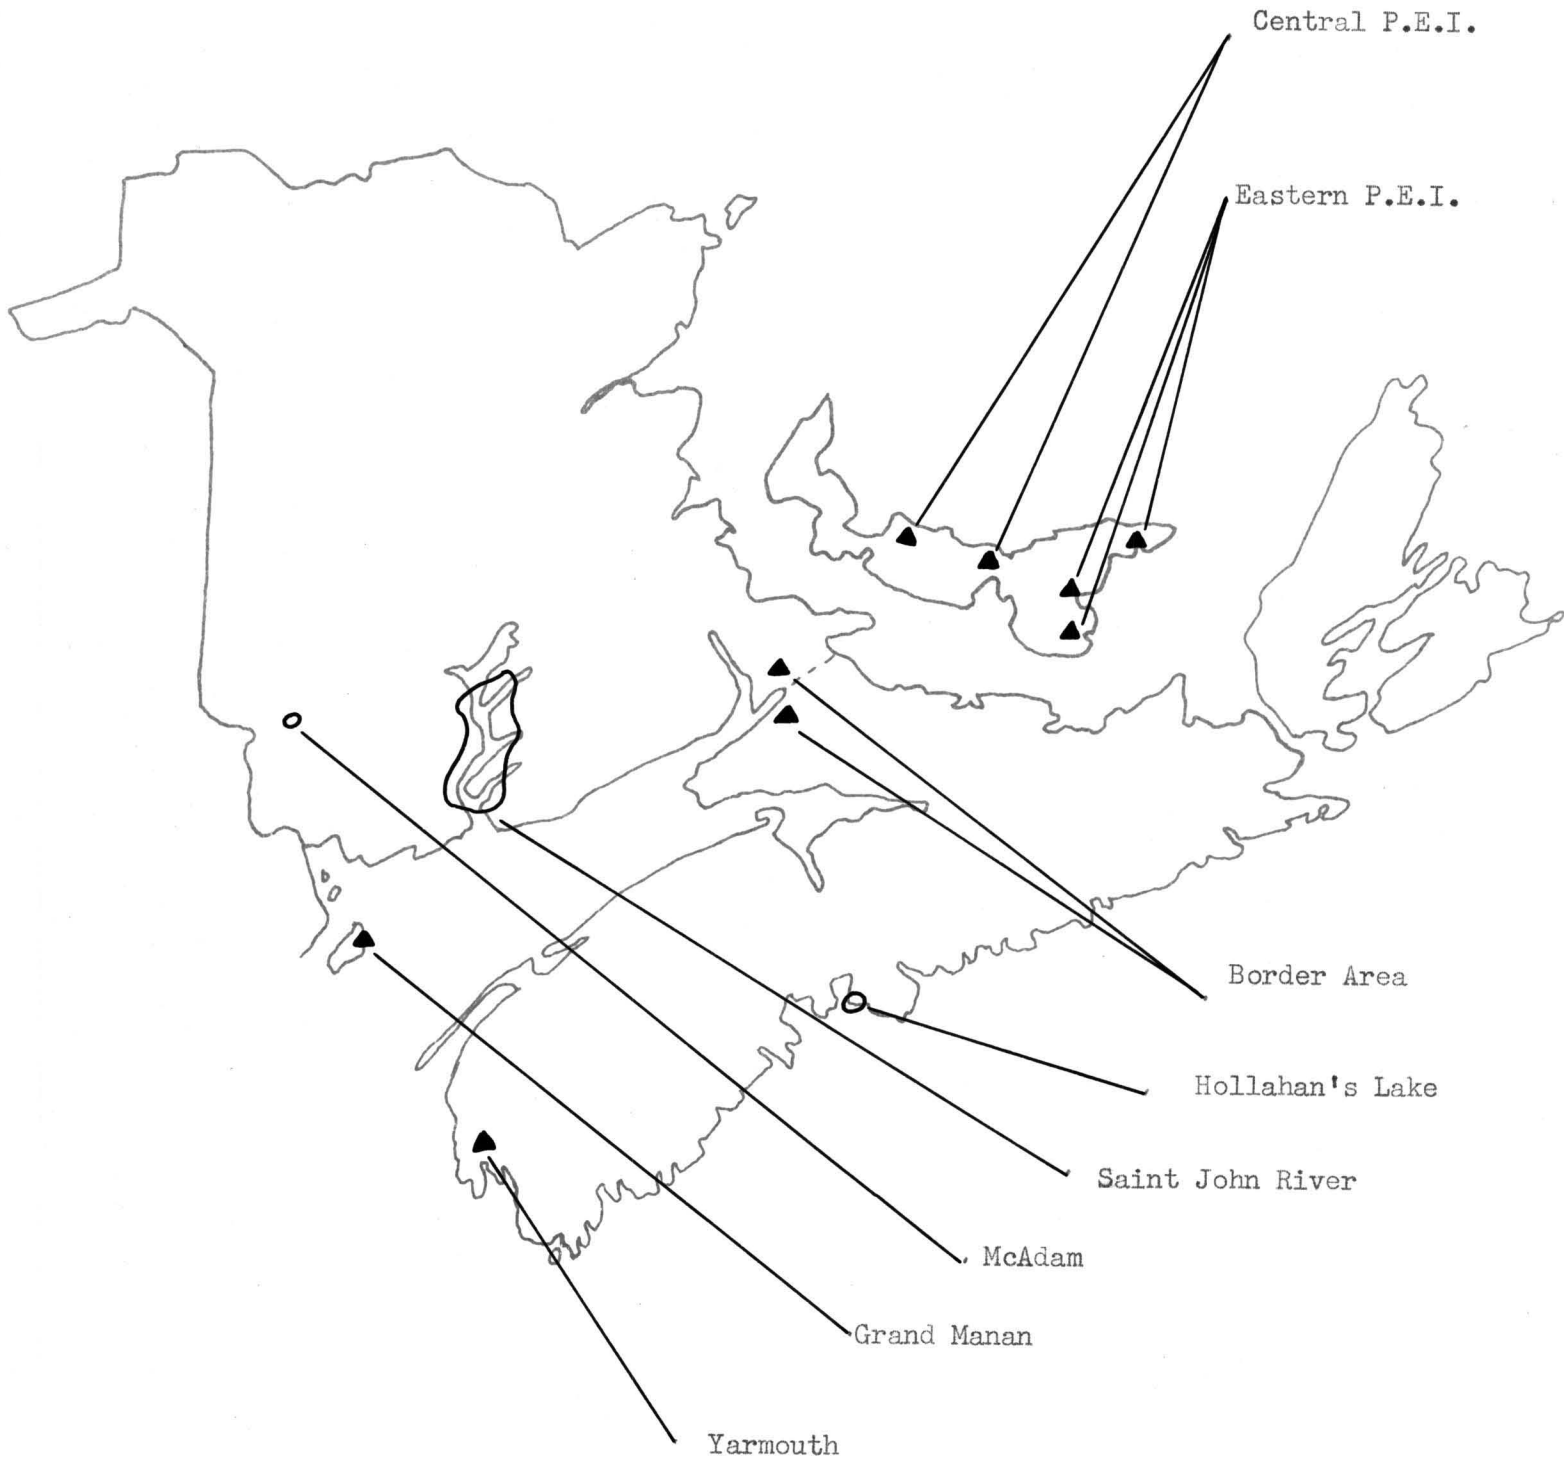 Central P.E.I.
Eastern P.E.I.
Border Area
Hollahan's Lake
Saint John River
McAdam
Grand Manan
Yarmouth